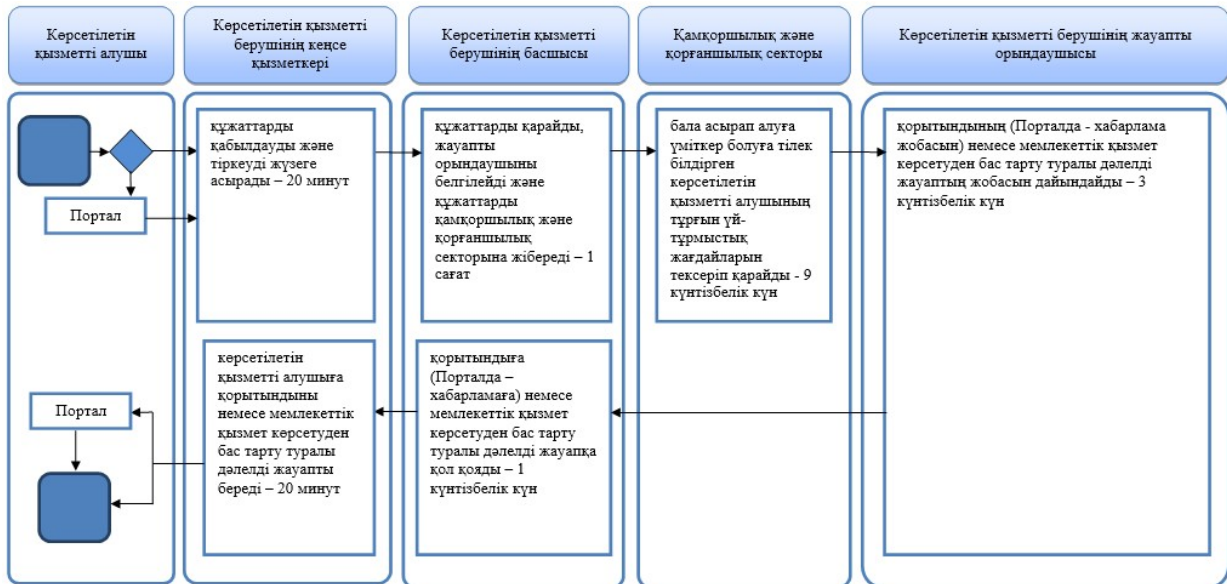 Көрсетілетін
қызметті алушы
Көрсетілетін қызметті
берушінің кеңсе
қызметкері
Көрсетілетін қызметті
берушінің басшысы
Қамқоршылық және
қорғаншылық секторы
Көрсетілетін қызметті берушінің жауапты
орындаушысы
Портал
құжаттарды
қабылдауды және
тіркеуді жүзеге
асырады – 20 минут
құжаттарды қарайды,
жауапты
орындаушыны
белгілейді және
құжаттарды
қамқоршылық және
қорғаншылық
секторына жібереді – 1
сағат
бала асырап алуға
үміткер болуға тілек
білдірген
көрсетілетін
қызметті алушының
тұрғын үй-
тұрмыстық
жағдайларын
тексеріп қарайды - 9
күнтізбелік күн
қорытындының (Порталда - хабарлама
жобасын) немесе мемлекеттік қызмет
көрсетуден бас тарту туралы дәлелді
жауаптың жобасын дайындайды – 3
күнтізбелік күн
қорытындыға
(Порталда –
хабарламаға) немесе
мемлекеттік қызмет
көрсетуден бас тарту
туралы дәлелді жауапқа
қол қояды – 1
күнтізбелік күн
көрсетілетін
қызметті алушыға
қорытындыны
немесе мемлекеттік
қызмет көрсетуден
бас тарту туралы
дәлелді жауапты
береді – 20 минут
Портал